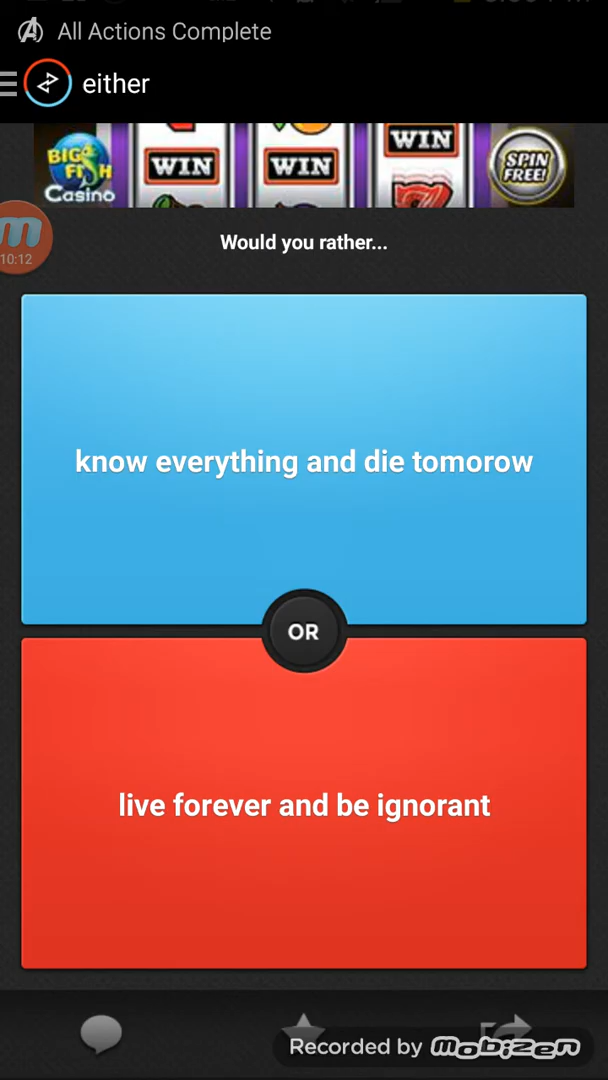 All Actions Complete
either
BIG
FISH
Casino
WIN
WIN
WIN
SPIN
FREE!
10:12
Would you rather...
know everything and die tomorow
OR
live forever and be ignorant
Recorded by mobizen